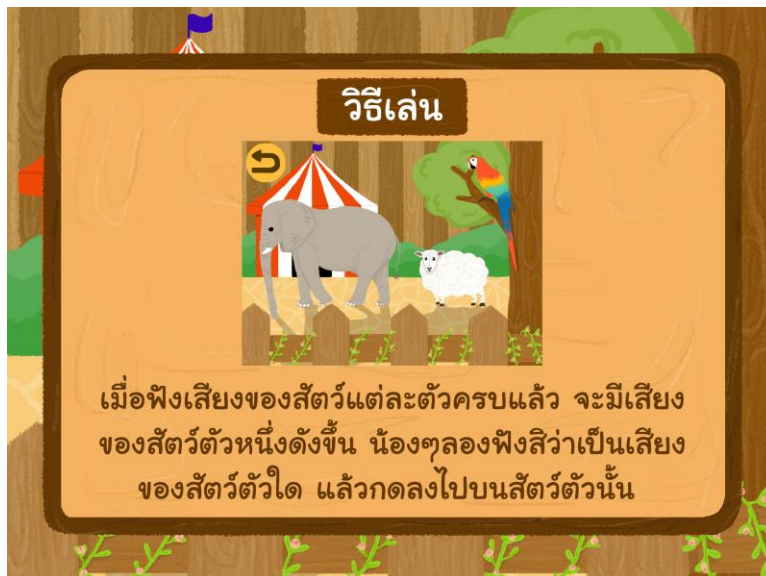 วิธีเล่น
เมื่อฟังเสียงของสัตว์แต่ละตัวครบแล้ว จะมีเสียง
ของสัตว์ตัวหนึ่งดังขึ้น น้องๆลองฟังสิว่าเป็นเสียง
ของสัตว์ตัวใด แล้วกดลงไปบนสัตว์ตัวนั้น